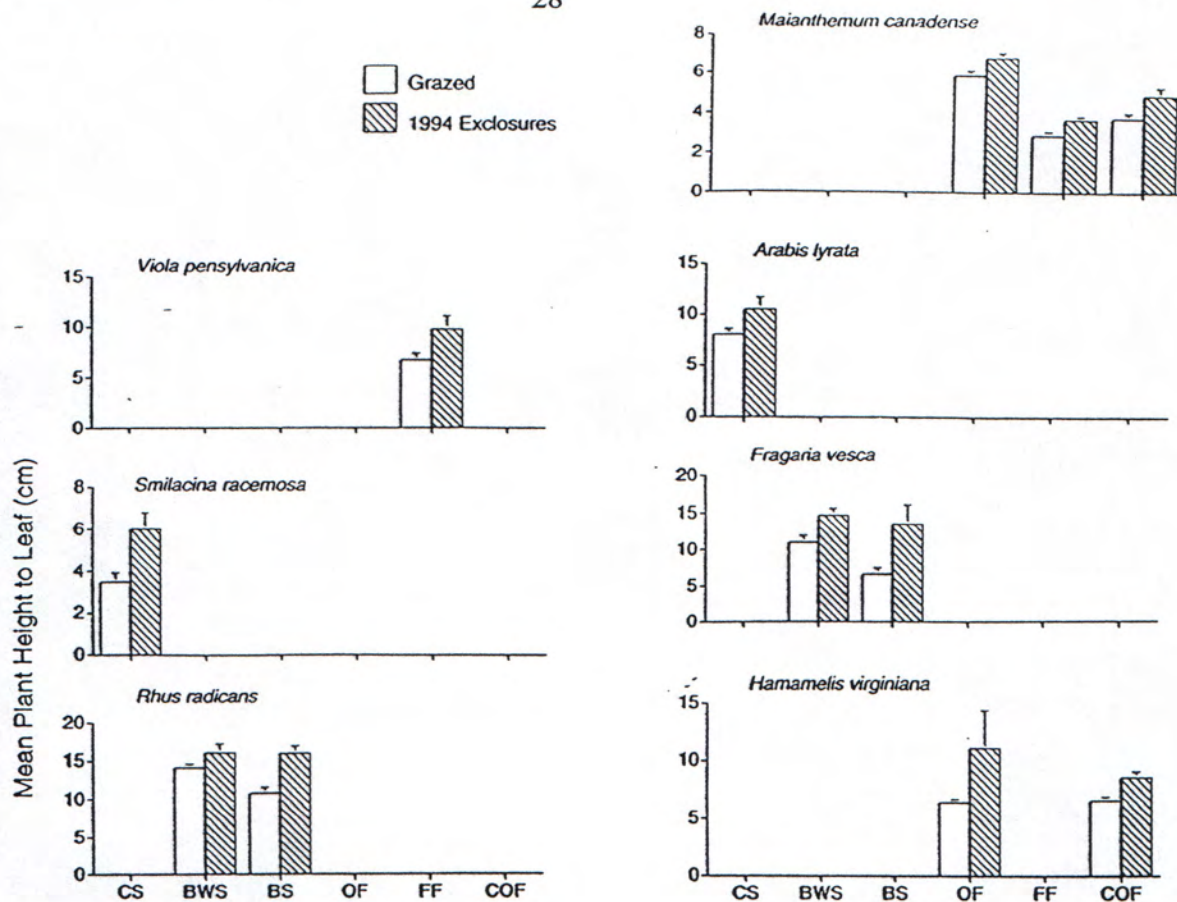 28
Grazed
1994 Exclosures
Maianthemum canadense
8
6
4
2
0
Viola pensylvanica
15
10
5
0
Arabis lyrata
15
10
5
0
Mean Plant Height to Leaf (cm)
Smilacina racemosa
8
6
4
2
0
Fragaria vesca
20
15
10
5
0
Rhus radicans
20
15
10
5
0
CS BWS BS OF FF COF
Hamamelis virginiana
15
10
5
0
CS BWS BS OF FF COF